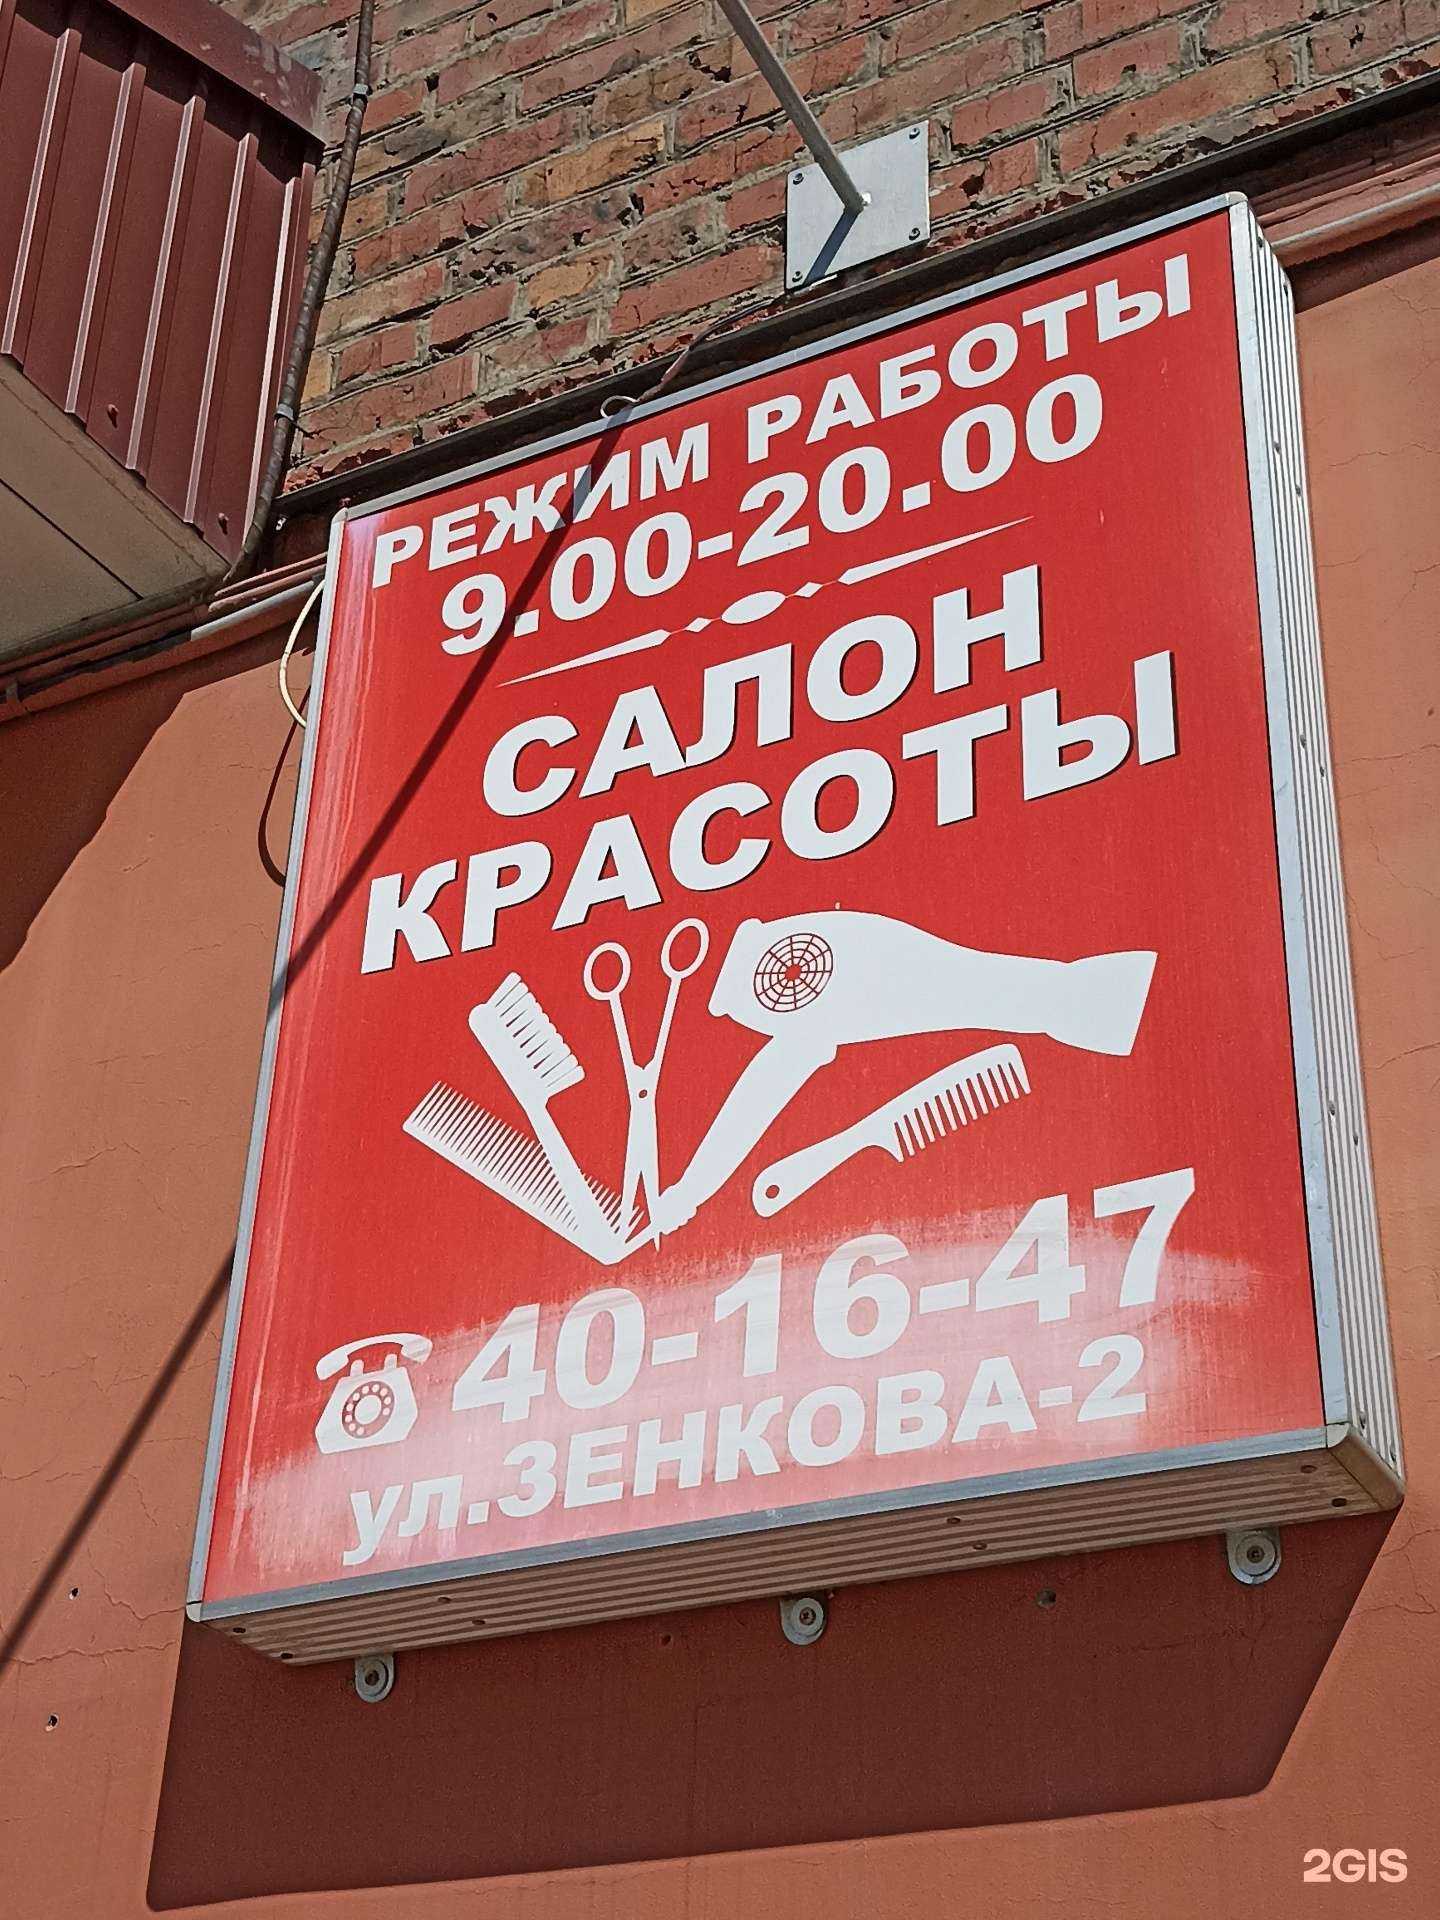 РЕЖИМ РАБОТЫ
9.00-20.00
САЛОН
КРАСОТЫ
40-16-47
ул.ЗЕНКОВА-2
2GIS